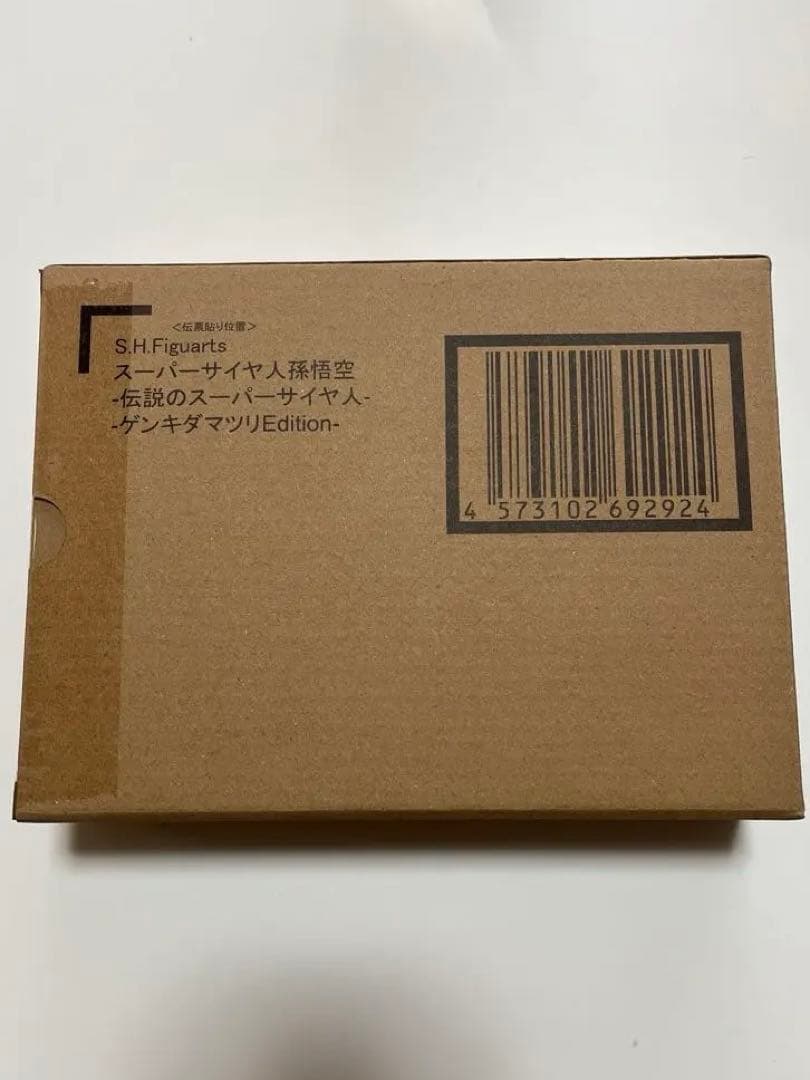 <伝票貼り位置>
S.H.Figuarts
スーパーサイヤ人孫悟空
-伝説のスーパーサイヤ人-
-ゲンキダマツリEdition-
4 573102 692924